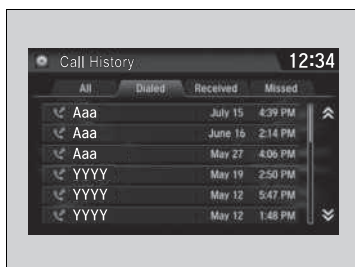 Call History 12:34
All Dialed Received Missed
Aaa July 15 4:39 PM
Aaa June 16 2:14 PM
Aaa May 27 4:06 PM
YYYY May 19 2:50 PM
YYYY May 12 5:47 PM
YYYY May 12 1:48 PM